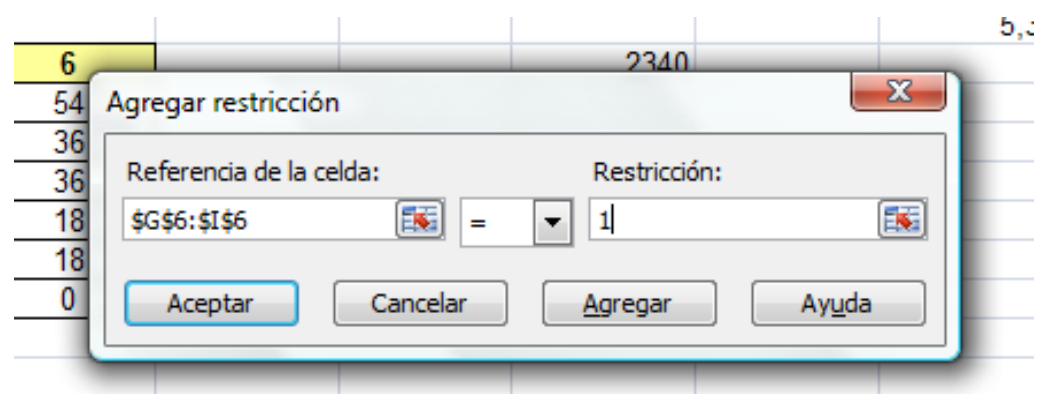 6
2340
54
Agregar restricción
36
36
Referencia de la celda:
Restricción:
18
$G$6:$I$6
=
1
18
0
Aceptar
Cancelar
Agregar
Ayuda